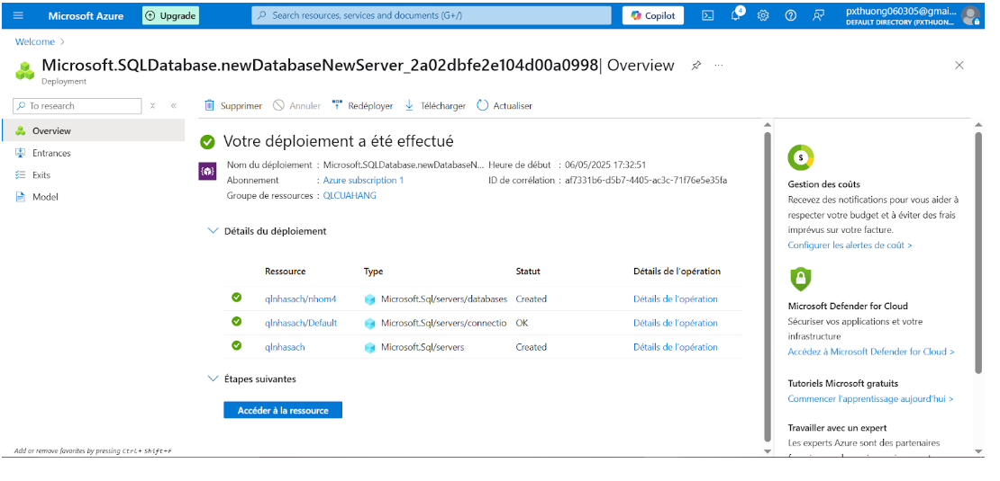 Microsoft Azure
Upgrade
Search resources, services and documents (G+/)
Copilot
4
pxthuong060305@gmai...
DEFAULT DIRECTORY (PXTHUON...
Welcome >
Microsoft.SQLDatabase.newDatabaseNewServer_2a02dbfe2e104d00a0998| Overview
Deployment
To research
Supprimer Annuler Redéployer Télécharger Actualiser
Overview
Entrances
Exits
Model
Votre déploiement a été effectué
Nom du déploiement : Microsoft.SQLDatabase.newDatabaseN... Heure de début : 06/05/2025 17:32:51
Abonnement : Azure subscription 1 ID de corrélation : af7331b6-d5b7-4405-ac3c-71f76e5e35fa
Groupe de ressources : QLCUAHANG
Détails du déploiement
Ressource Type Statut Détails de l'opération
qlnhasach/nhom4 Microsoft.Sql/servers/databases Created Détails de l'opération
qlnhasach/Default Microsoft.Sql/servers/connectio OK Détails de l'opération
qlnhasach Microsoft.Sql/servers Created Détails de l'opération
Étapes suivantes
Accéder à la ressource
Add or remove favorites by pressing Ctrl+ Shift+F
$
Gestion des coûts
Recevez des notifications pour vous aider à
respecter votre budget et à éviter des frais
imprévus sur votre facture.
Configurer les alertes de coût >
Microsoft Defender for Cloud
Sécuriser vos applications et votre
infrastructure
Accédez à Microsoft Defender for Cloud >
Tutoriels Microsoft gratuits
Commencer l'apprentissage aujourd'hui >
Travailler avec un expert
Les experts Azure sont des partenaires